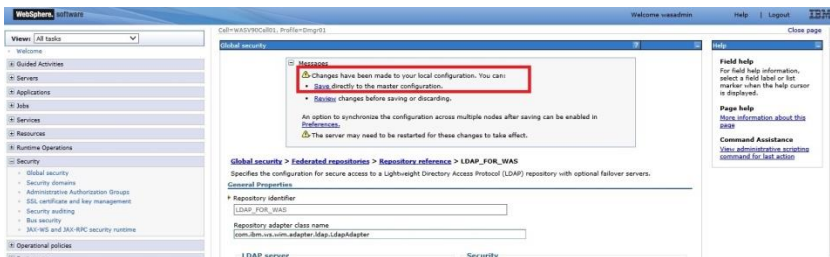 WebSphere. software
Welcome wasadmin
Help | Logout
IBM
Cell=WASV90Cell01, Profile=Dmgr01
Close page
View: All tasks
Welcome
Guided Activities
Servers
Applications
Jobs
Services
Resources
Runtime Operations
Security
Global security
Security domains
Administrative Authorization Groups
SSL certificate and key management
Security auditing
Bus security
JAX-WS and JAX-RPC security runtime
Operational policies
Global security
?
Messages
Changes have been made to your local configuration. You can:
Save directly to the master configuration.
Review changes before saving or discarding.
An option to synchronize the configuration across multiple nodes after saving can be enabled in
Preferences.
The server may need to be restarted for these changes to take effect.
Global security > Federated repositories > Repository reference > LDAP_FOR_WAS
Specifies the configuration for secure access to a Lightweight Directory Access Protocol (LDAP) repository with optional failover servers.
General Properties
Repository identifier
LDAP_FOR_WAS
Repository adapter class name
com.ibm.ws.wim.adapter.ldap.LdapAdapter
LDAP server
Security
Help
Field help
For field help information,
select a field label or list
marker when the help cursor
is displayed.
Page help
More information about this
page
Command Assistance
View administrative scripting
command for last action